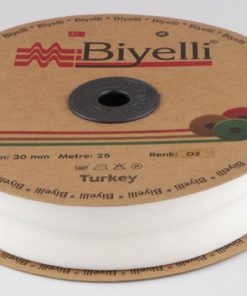 Biyelli
n: 30 mm Metre: 25 Renk: D2
Turkey
Biyelli Biyelli